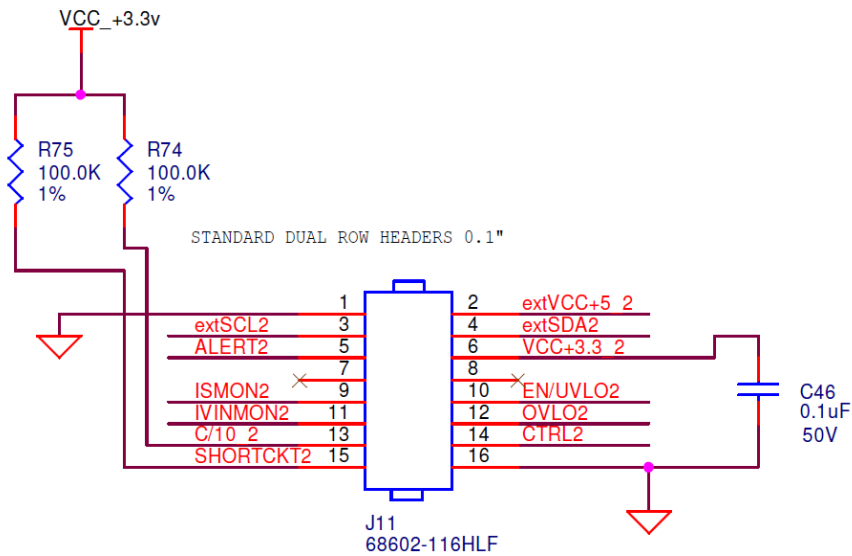 VCC_+3.3v
R75
100.0K
1%
R74
100.0K
1%
STANDARD DUAL ROW HEADERS 0.1"
1
2
extVCC+5_2
extSCL2
3
4
extSDA2
ALERT2
5
6
VCC+3.3_2
7
8
ISMON2
9
10
EN/UVLO2
IVINMON2
11
12
OVLO2
C/10_2
13
14
CTRL2
SHORTCKT2
15
16
C46
0.1uF
50V
J11
68602-116HLF